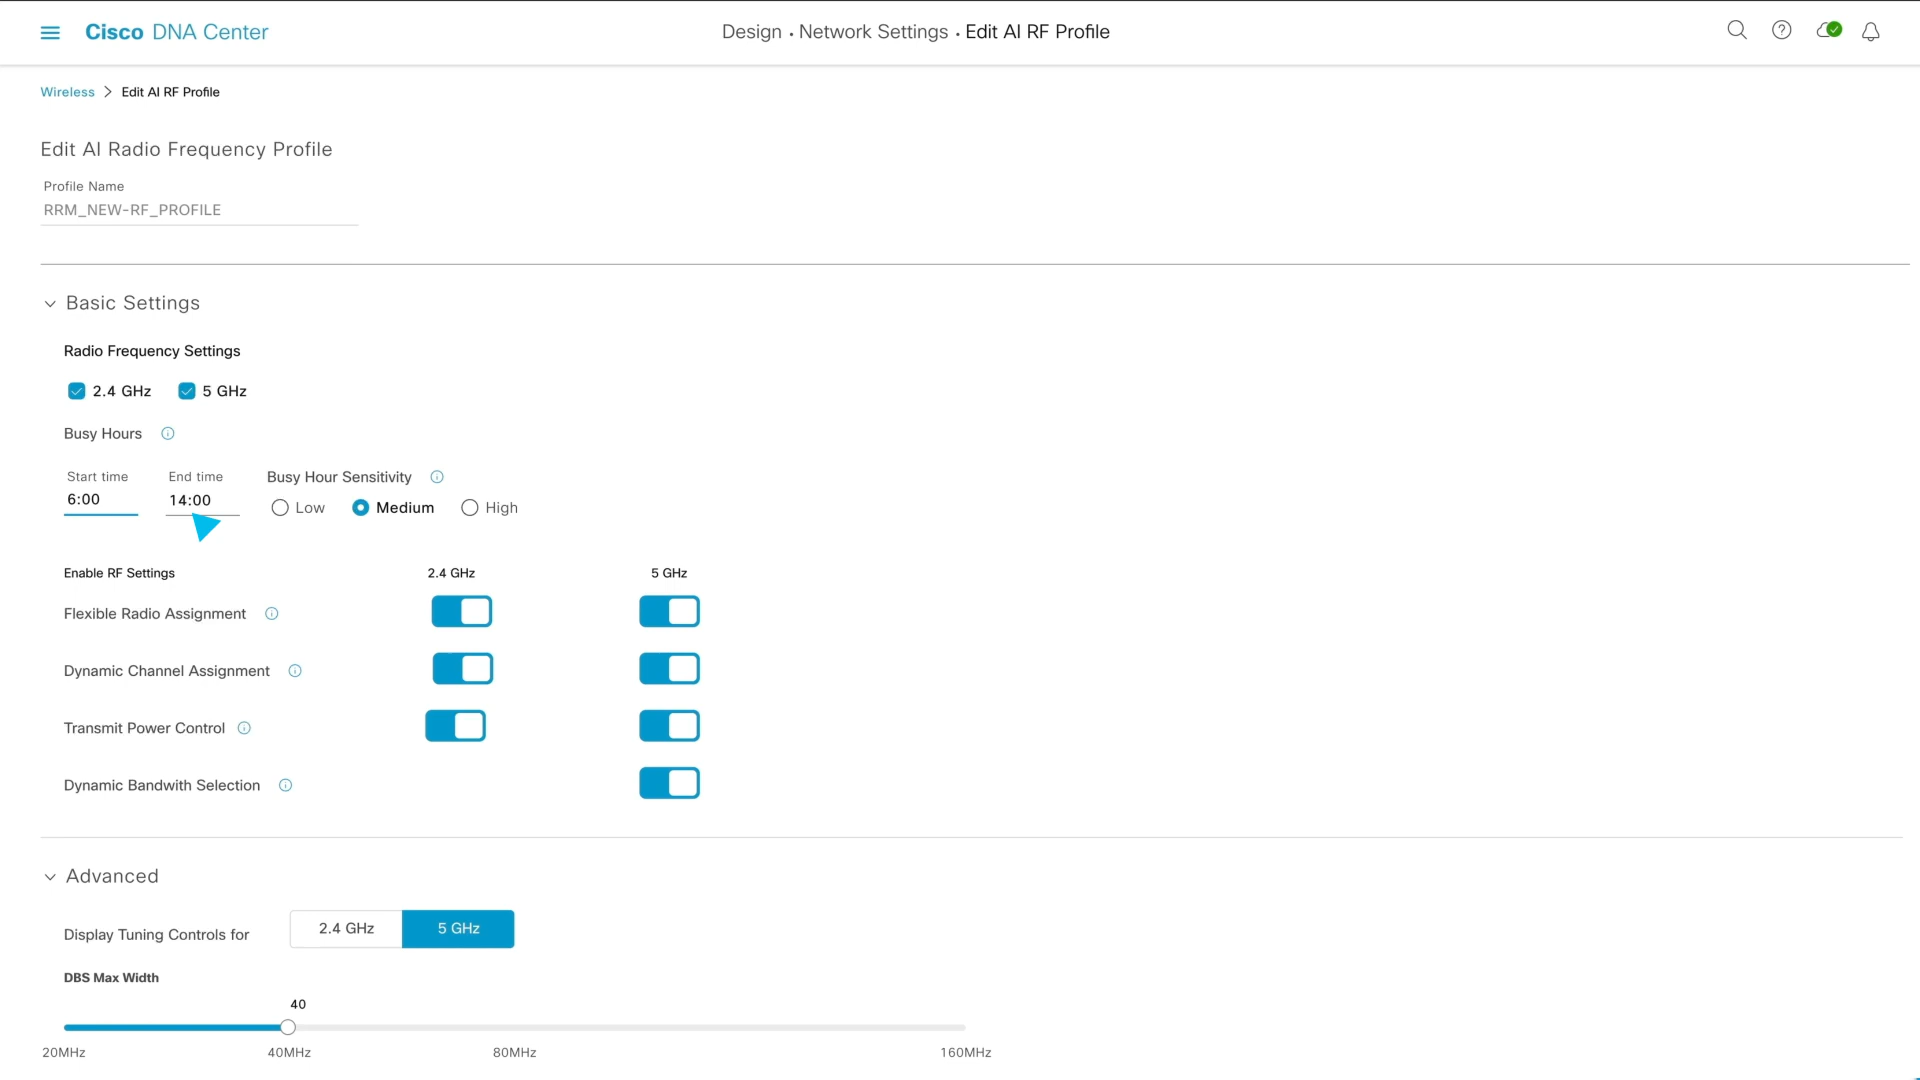 Cisco DNA Center
Design • Network Settings • Edit AI RF Profile
Wireless > Edit AI RF Profile
Edit AI Radio Frequency Profile
Profile Name
RRM_NEW-RF_PROFILE
Basic Settings
Radio Frequency Settings
2.4 GHz 5 GHz
Busy Hours
Start time End time Busy Hour Sensitivity
6:00 14:00 Low Medium High
Enable RF Settings 2.4 GHz 5 GHz
Flexible Radio Assignment
Dynamic Channel Assignment
Transmit Power Control
Dynamic Bandwith Selection
Advanced
Display Tuning Controls for 2.4 GHz 5 GHz
DBS Max Width
40
20MHz 40MHz 80MHz 160MHz